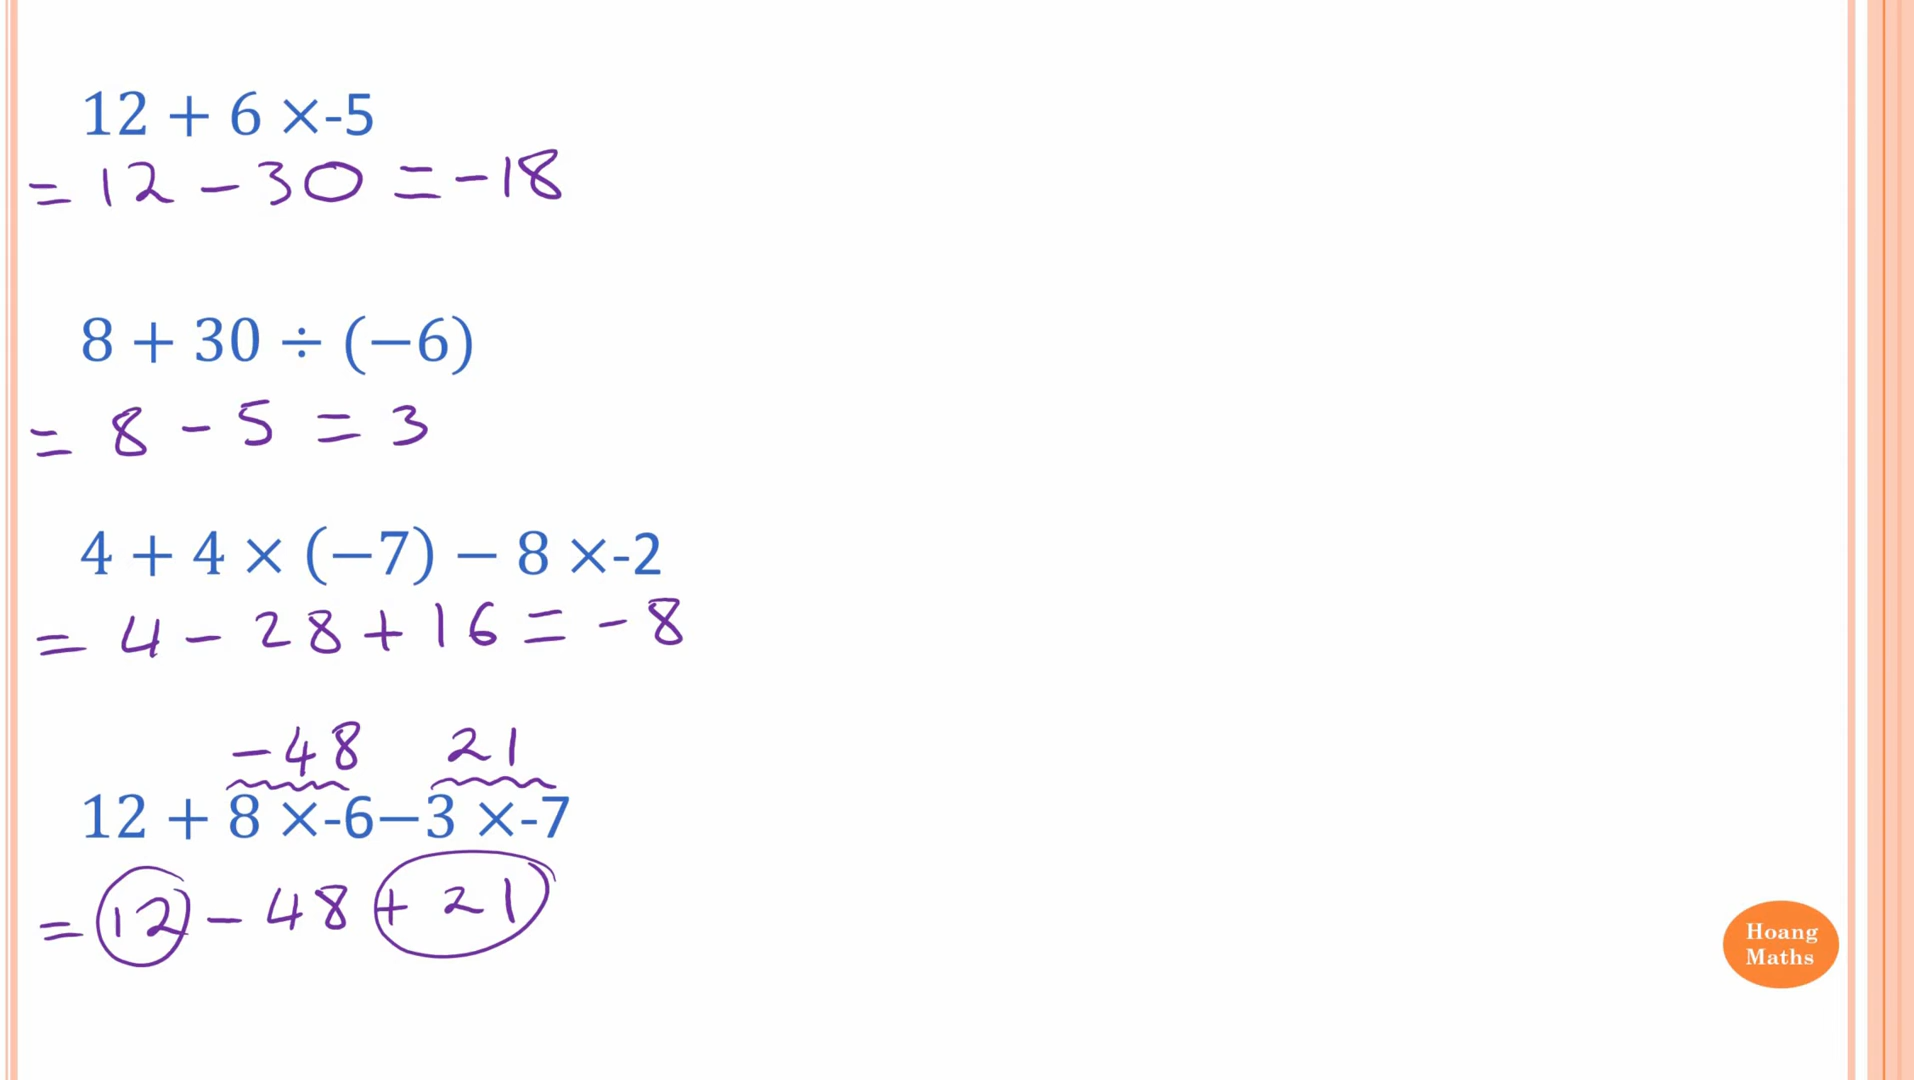 12 + 6 ×-5
= 12 - 30 = -18
8 + 30 ÷ (−6)
= 8 - 5 = 3
4 + 4 × (−7) − 8 ×-2
= 4 - 28 + 16 = -8
-48 21
12 + 8 ×-6−3 ×-7
= 12 - 48 + 21
Hoang
Maths